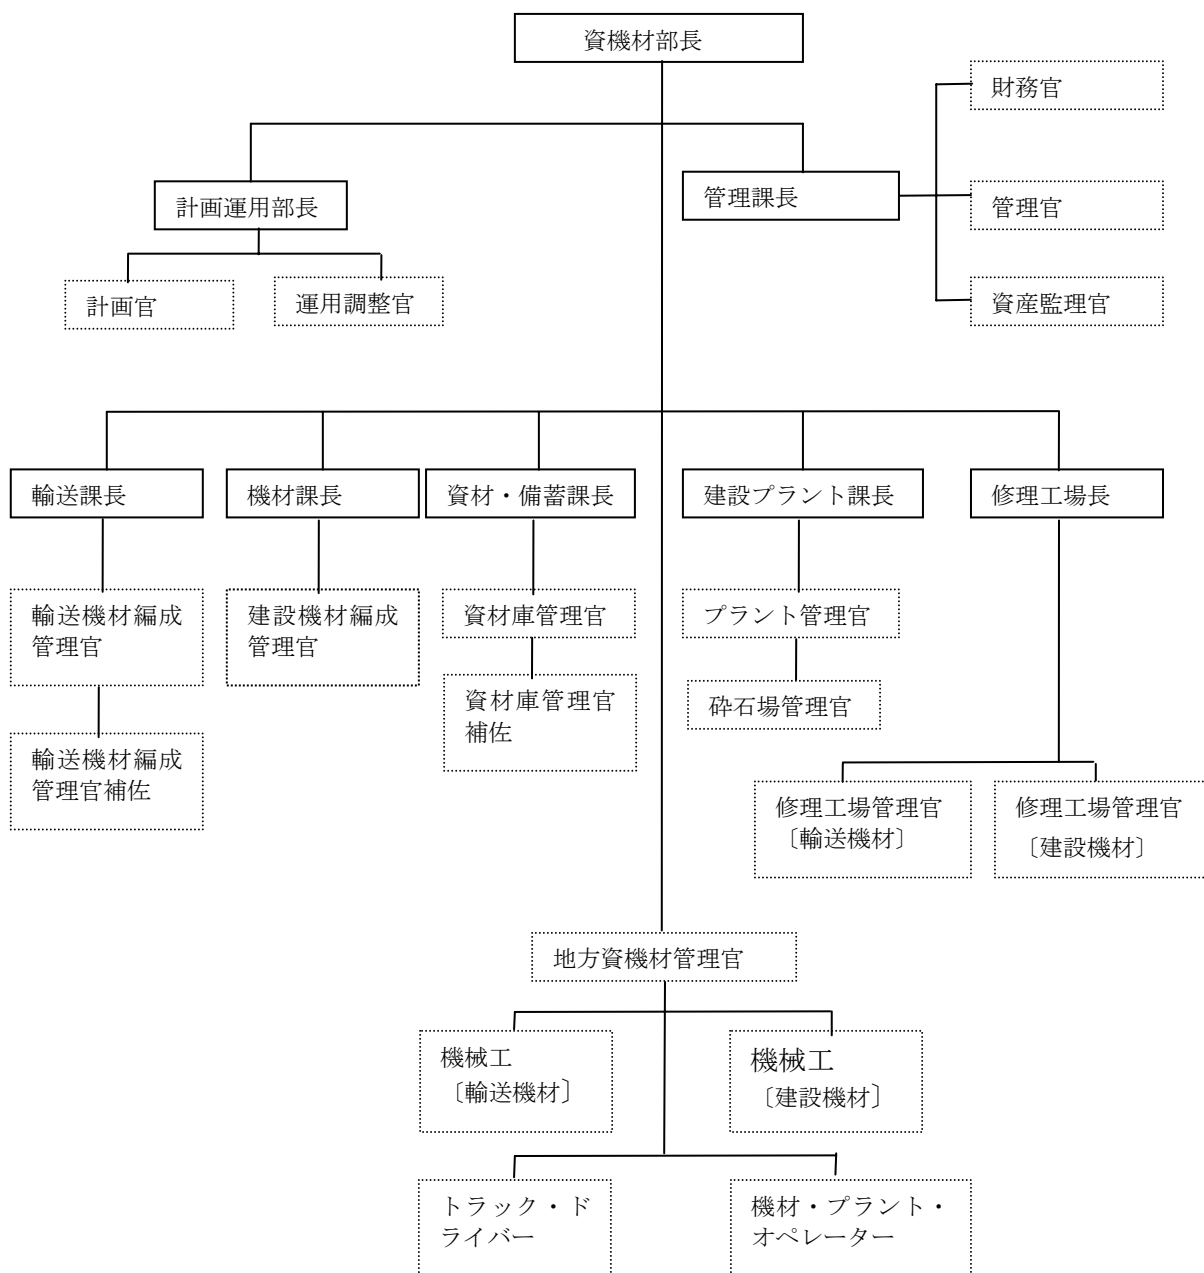 資機材部長
財務官
計画運用部長
管理課長
管理官
計画官
運用調整官
資産監理官
輸送課長
機材課長
資材・備蓄課長
建設プラント課長
修理工場長
輸送機材編成
管理官
建設機材編成
管理官
資材庫管理官
プラント管理官
資材庫管理官
補佐
砕石場管理官
輸送機材編成
管理官補佐
修理工場管理官
〔輸送機材〕
修理工場管理官
〔建設機材〕
地方資機材管理官
機械工
〔輸送機材〕
機械工
〔建設機材〕
トラック・ド
ライバー
機材・プラント・
オペレーター